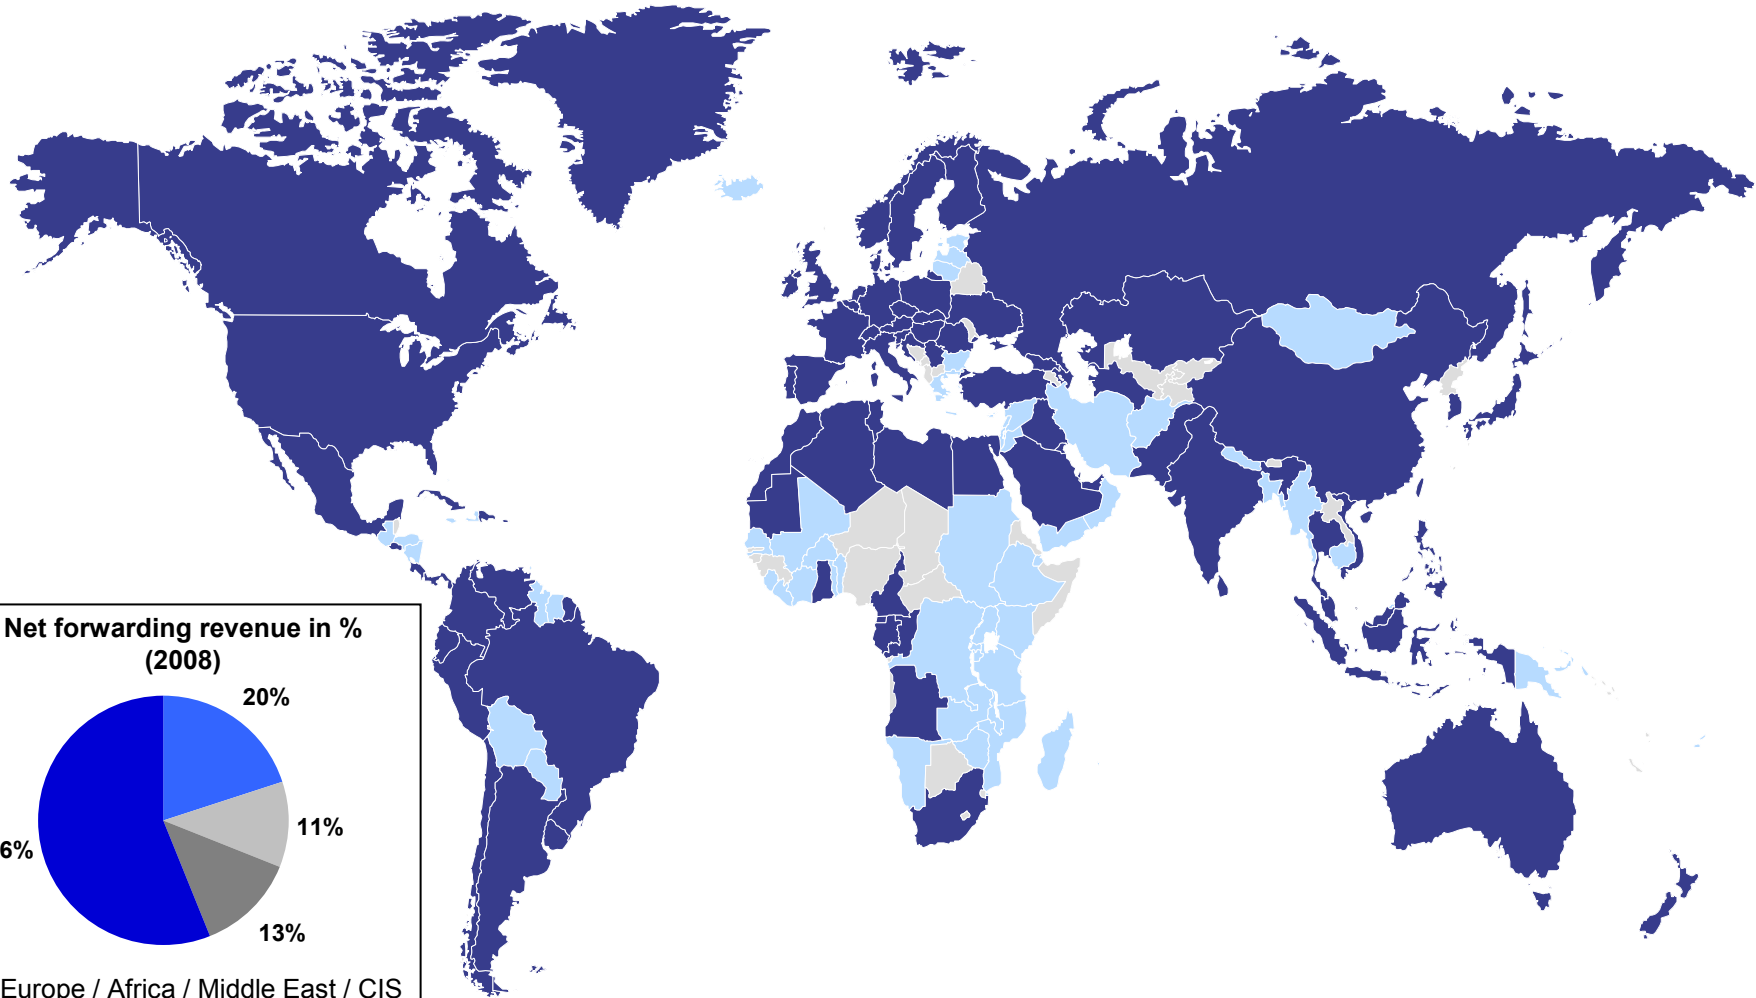 Net forwarding revenue in %
(2008)
20%
11%
6%
13%
Europe / Africa / Middle East / CIS